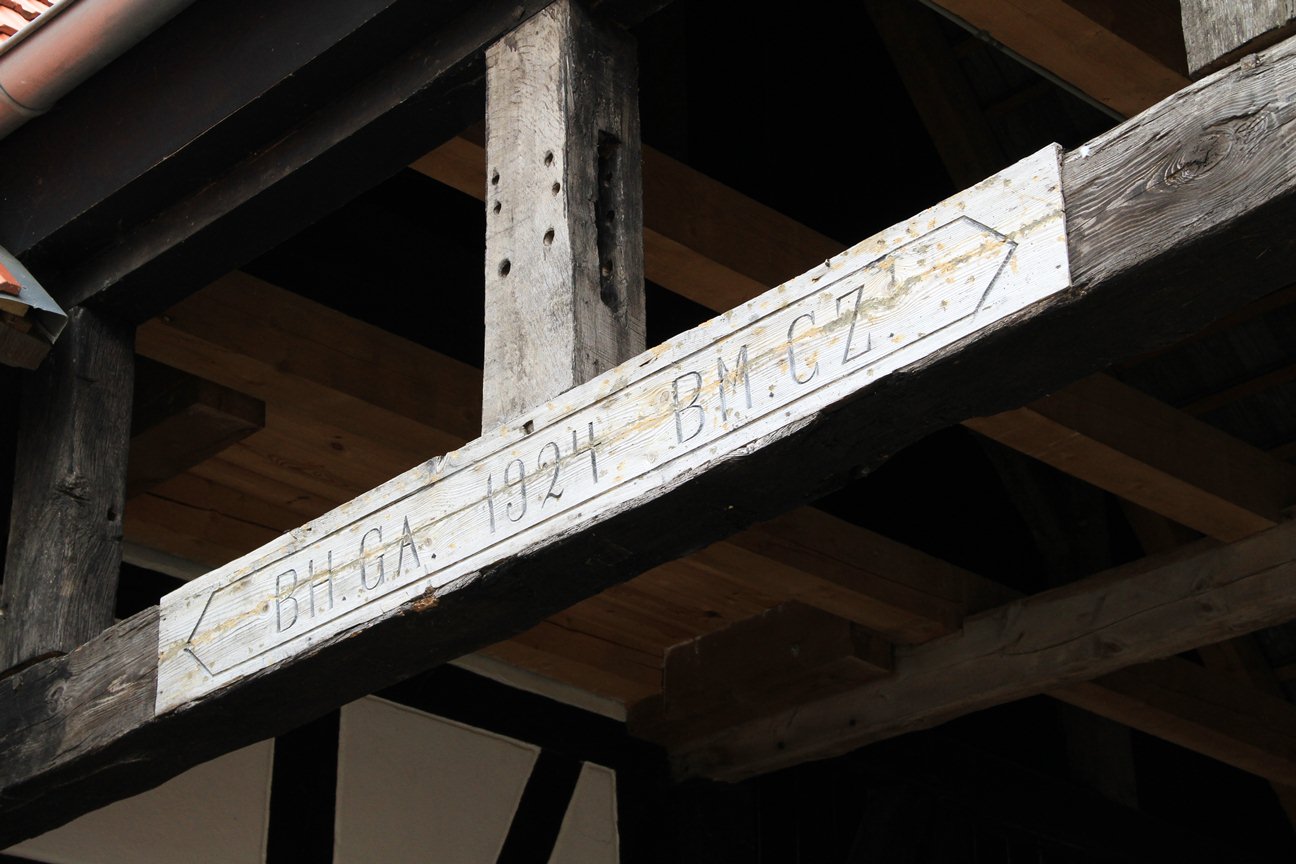 BH. GA. 1924 BM. CZ.